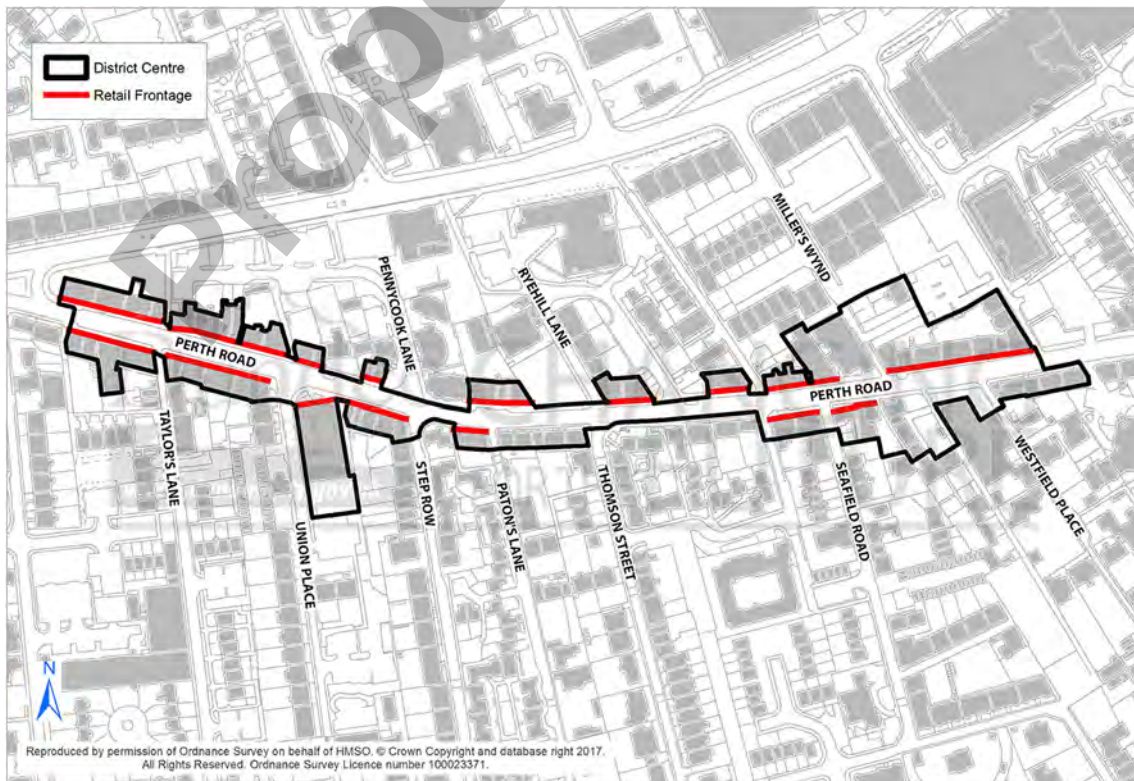 Prop
District Centre
Retail Frontage
MILLER'S WYND
PENNYCOOK LANE
RYEHILL LANE
PERTH ROAD
PERTH ROAD
TAYLOR'S LANE
UNION PLACE
STEP ROW
PATON'S LANE
THOMSON STREET
SEAFIELD ROAD
WESTFIELD PLACE
N
Reproduced by permission of Ordnance Survey on behalf of HMSO. © Crown Copyright and database right 2017.
All Rights Reserved. Ordnance Survey Licence number 100023371.